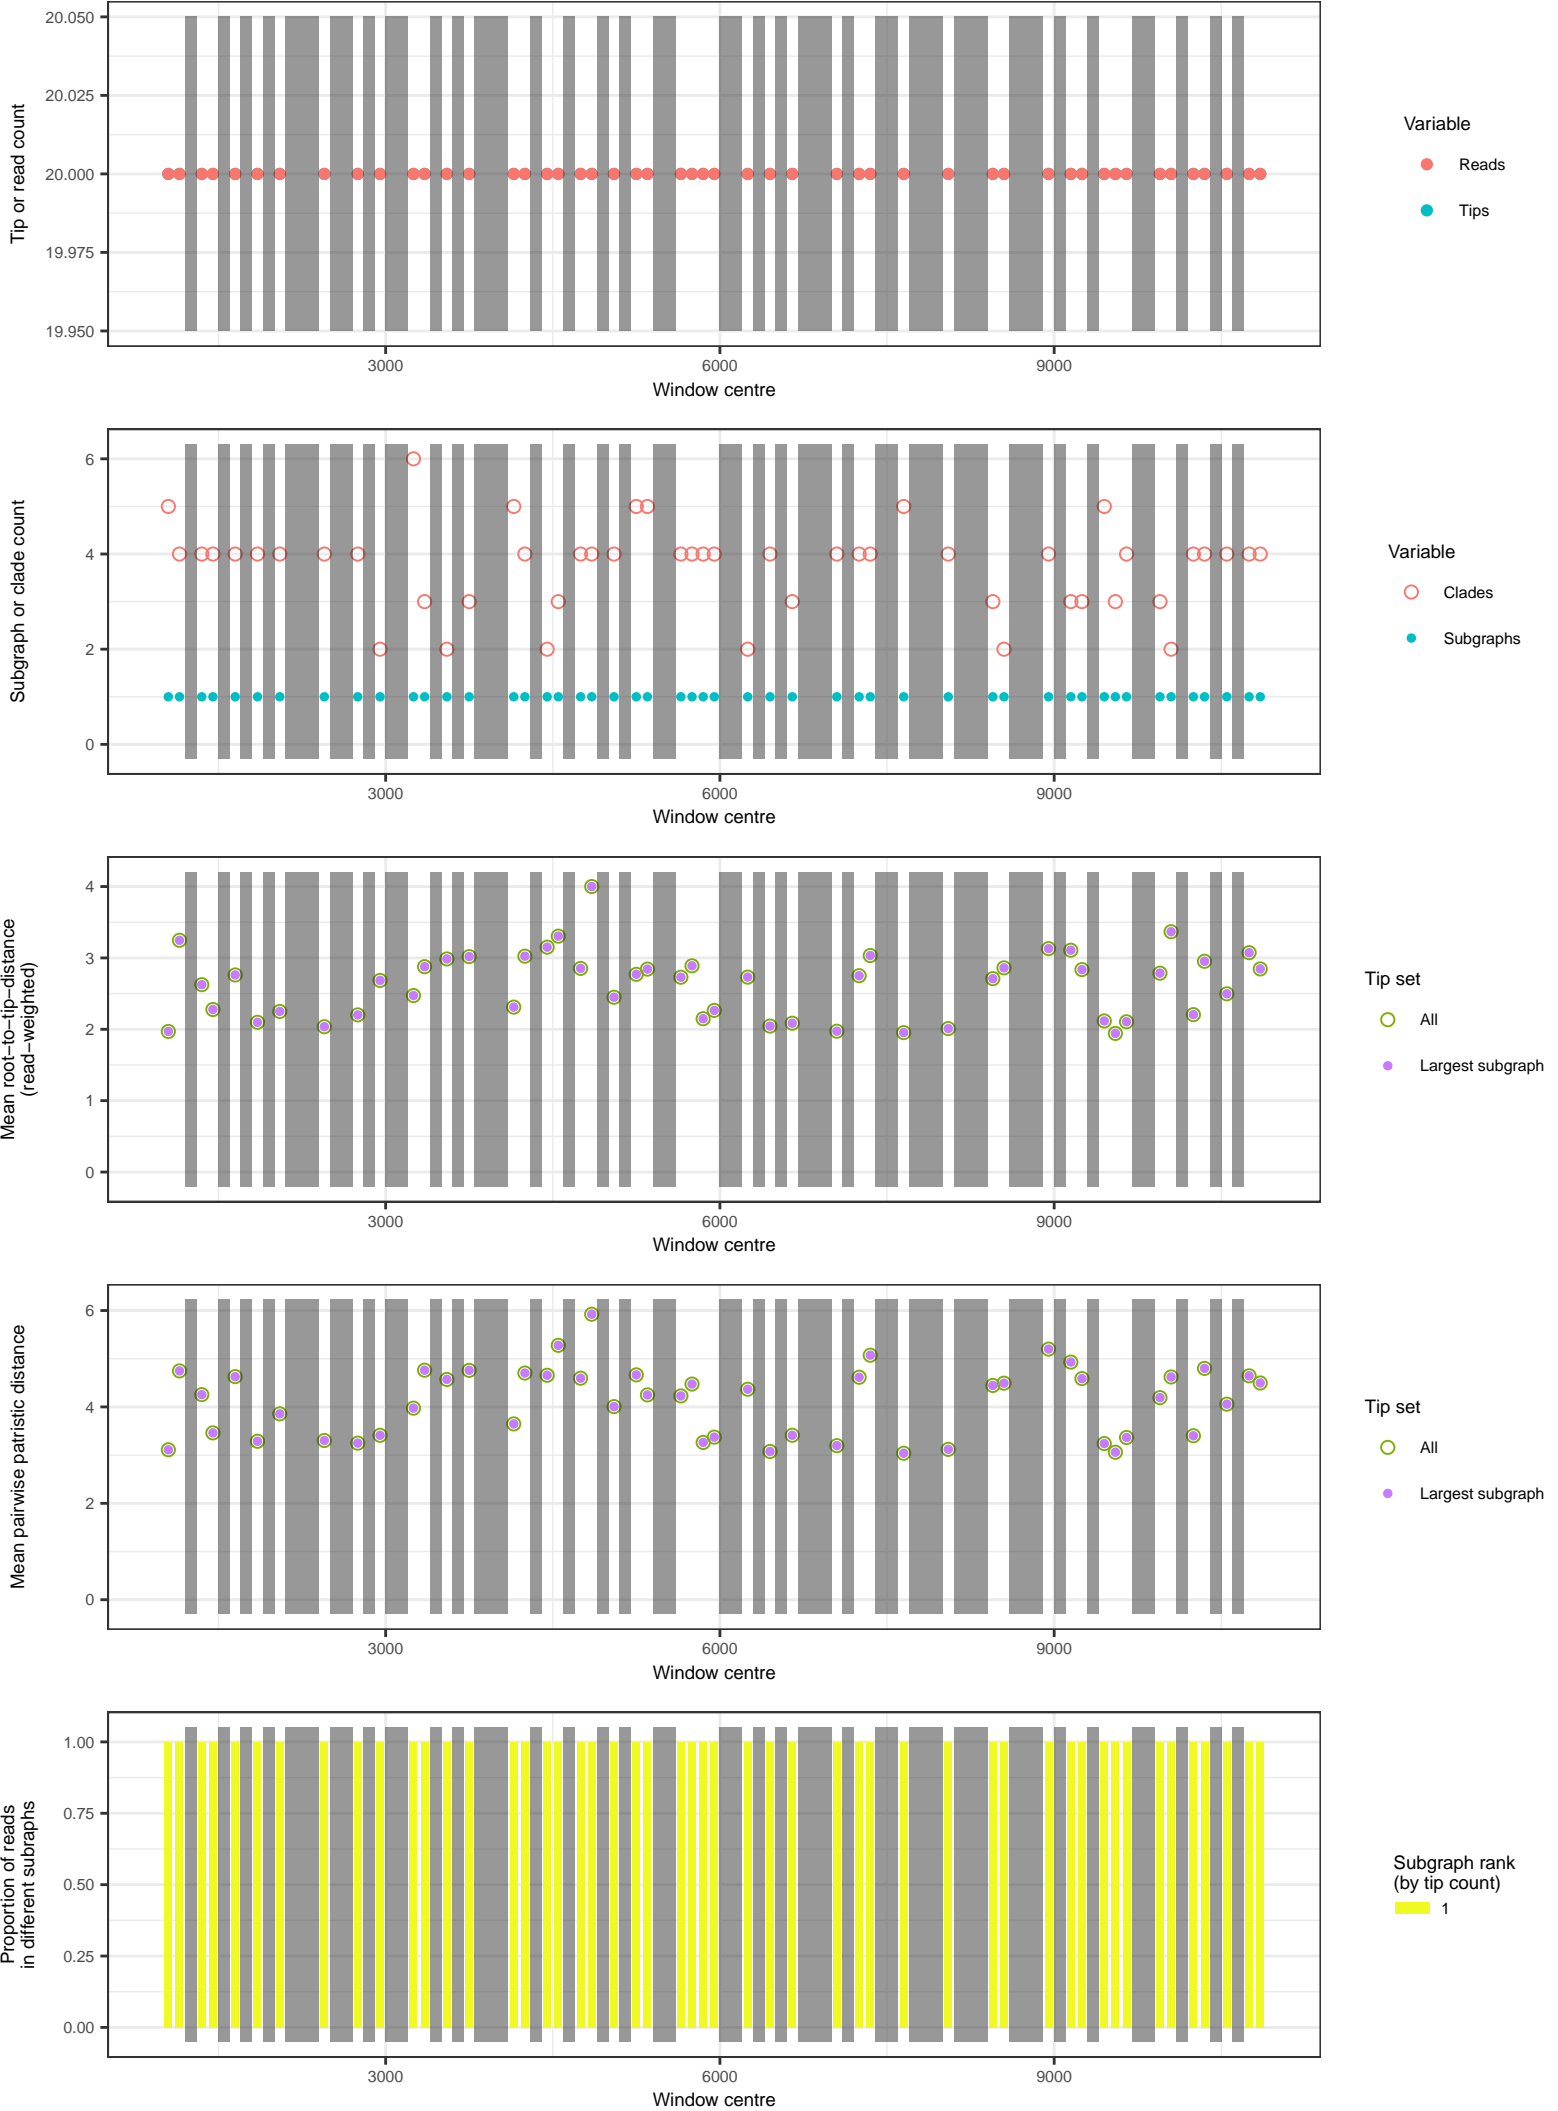 20.050
20.025
20.000
19.975
19.950
Tip or read count
3000
6000
9000
Window centre
Variable
Reads
Tips
6
4
2
0
Subgraph or clade count
3000
6000
9000
Window centre
Variable
Clades
Subgraphs
4
3
2
1
0
Mean root−to−tip−distance
(read−weighted)
3000
6000
9000
Window centre
Tip set
All
Largest subgraph
6
4
2
0
Mean pairwise patristic distance
3000
6000
9000
Window centre
Tip set
All
Largest subgraph
1.00
0.75
0.50
0.25
0.00
Proportion of reads
in different subraphs
3000
6000
9000
Window centre
Subgraph rank
(by tip count)
1